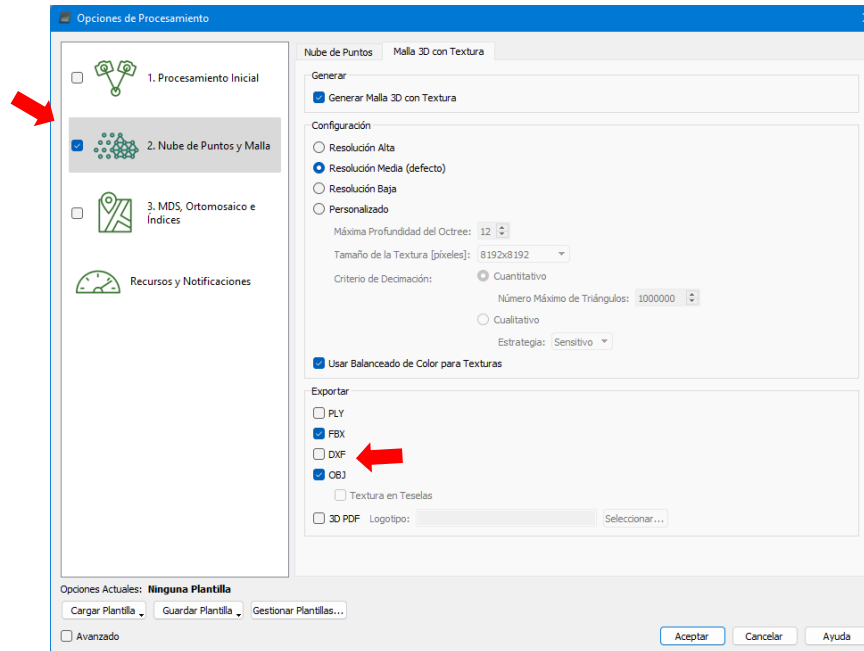 Opciones de Procesamiento
1. Procesamiento Inicial
2. Nube de Puntos y Malla
3. MDS, Ortomosaico e
Índices
Recursos y Notificaciones
Nube de Puntos
Malla 3D con Textura
Generar
Generar Malla 3D con Textura
Configuración
Resolución Alta
Resolución Media (defecto)
Resolución Baja
Personalizado
Máxima Profundidad del Octree: 12
Tamaño de la Textura [píxeles]: 8192x8192
Criterio de Decimación:
Cuantitativo
Número Máximo de Triángulos: 1000000
Cualitativo
Estrategia: Sensitivo
Usar Balanceado de Color para Texturas
Exportar
PLY
FBX
DXF
OBJ
Textura en Teselas
3D PDF Logotipo: Seleccionar...
Opciones Actuales: Ninguna Plantilla
Cargar Plantilla Guardar Plantilla Gestionar Plantillas...
Avanzado
Aceptar Cancelar Ayuda